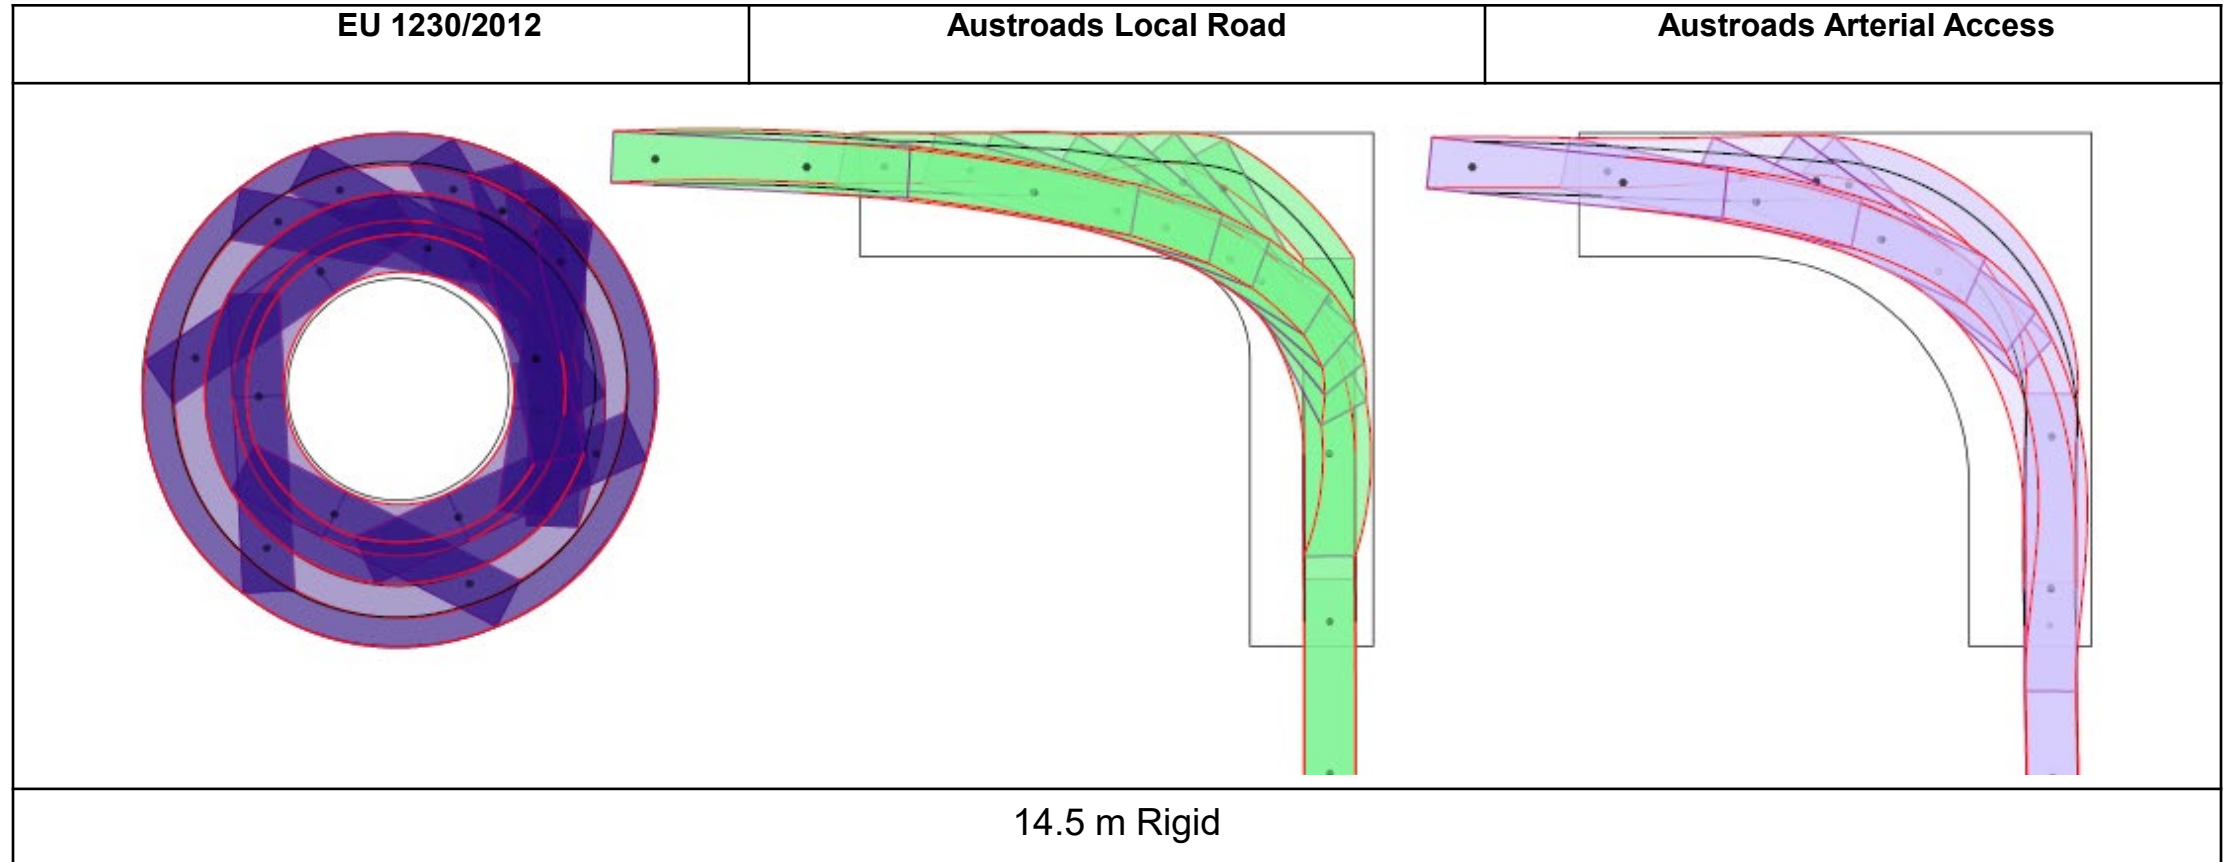 EU 1230/2012
Austroads Local Road
Austroads Arterial Access
14.5 m Rigid